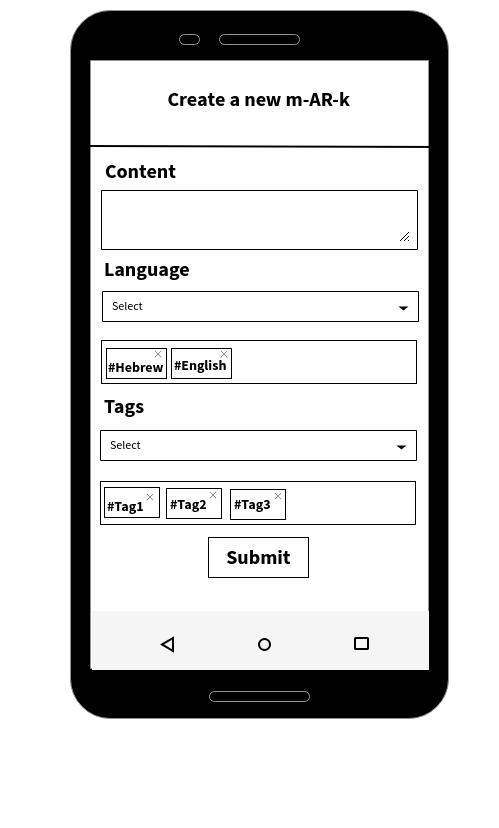 Create a new m-AR-k
Content
Language
Select
#Hebrew #English
Tags
Select
#Tag1 #Tag2 #Tag3
Submit